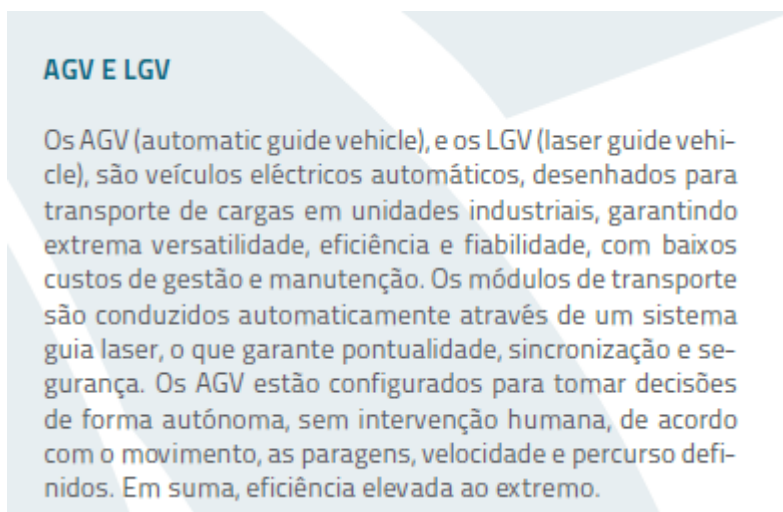 AGV E LGV
Os AGV (automatic guide vehicle), e os LGV (laser guide vehi-
cle), são veículos eléctricos automáticos, desenhados para
transporte de cargas em unidades industriais, garantindo
extrema versatilidade, eficiência e fiabilidade, com baixos
custos de gestão e manutenção. Os módulos de transporte
são conduzidos automaticamente através de um sistema
guia laser, o que garante pontualidade, sincronização e se-
gurança. Os AGV estão configurados para tomar decisões
de forma autónoma, sem intervenção humana, de acordo
com o movimento, as paragens, velocidade e percurso defi-
nidos. Em suma, eficiência elevada ao extremo.